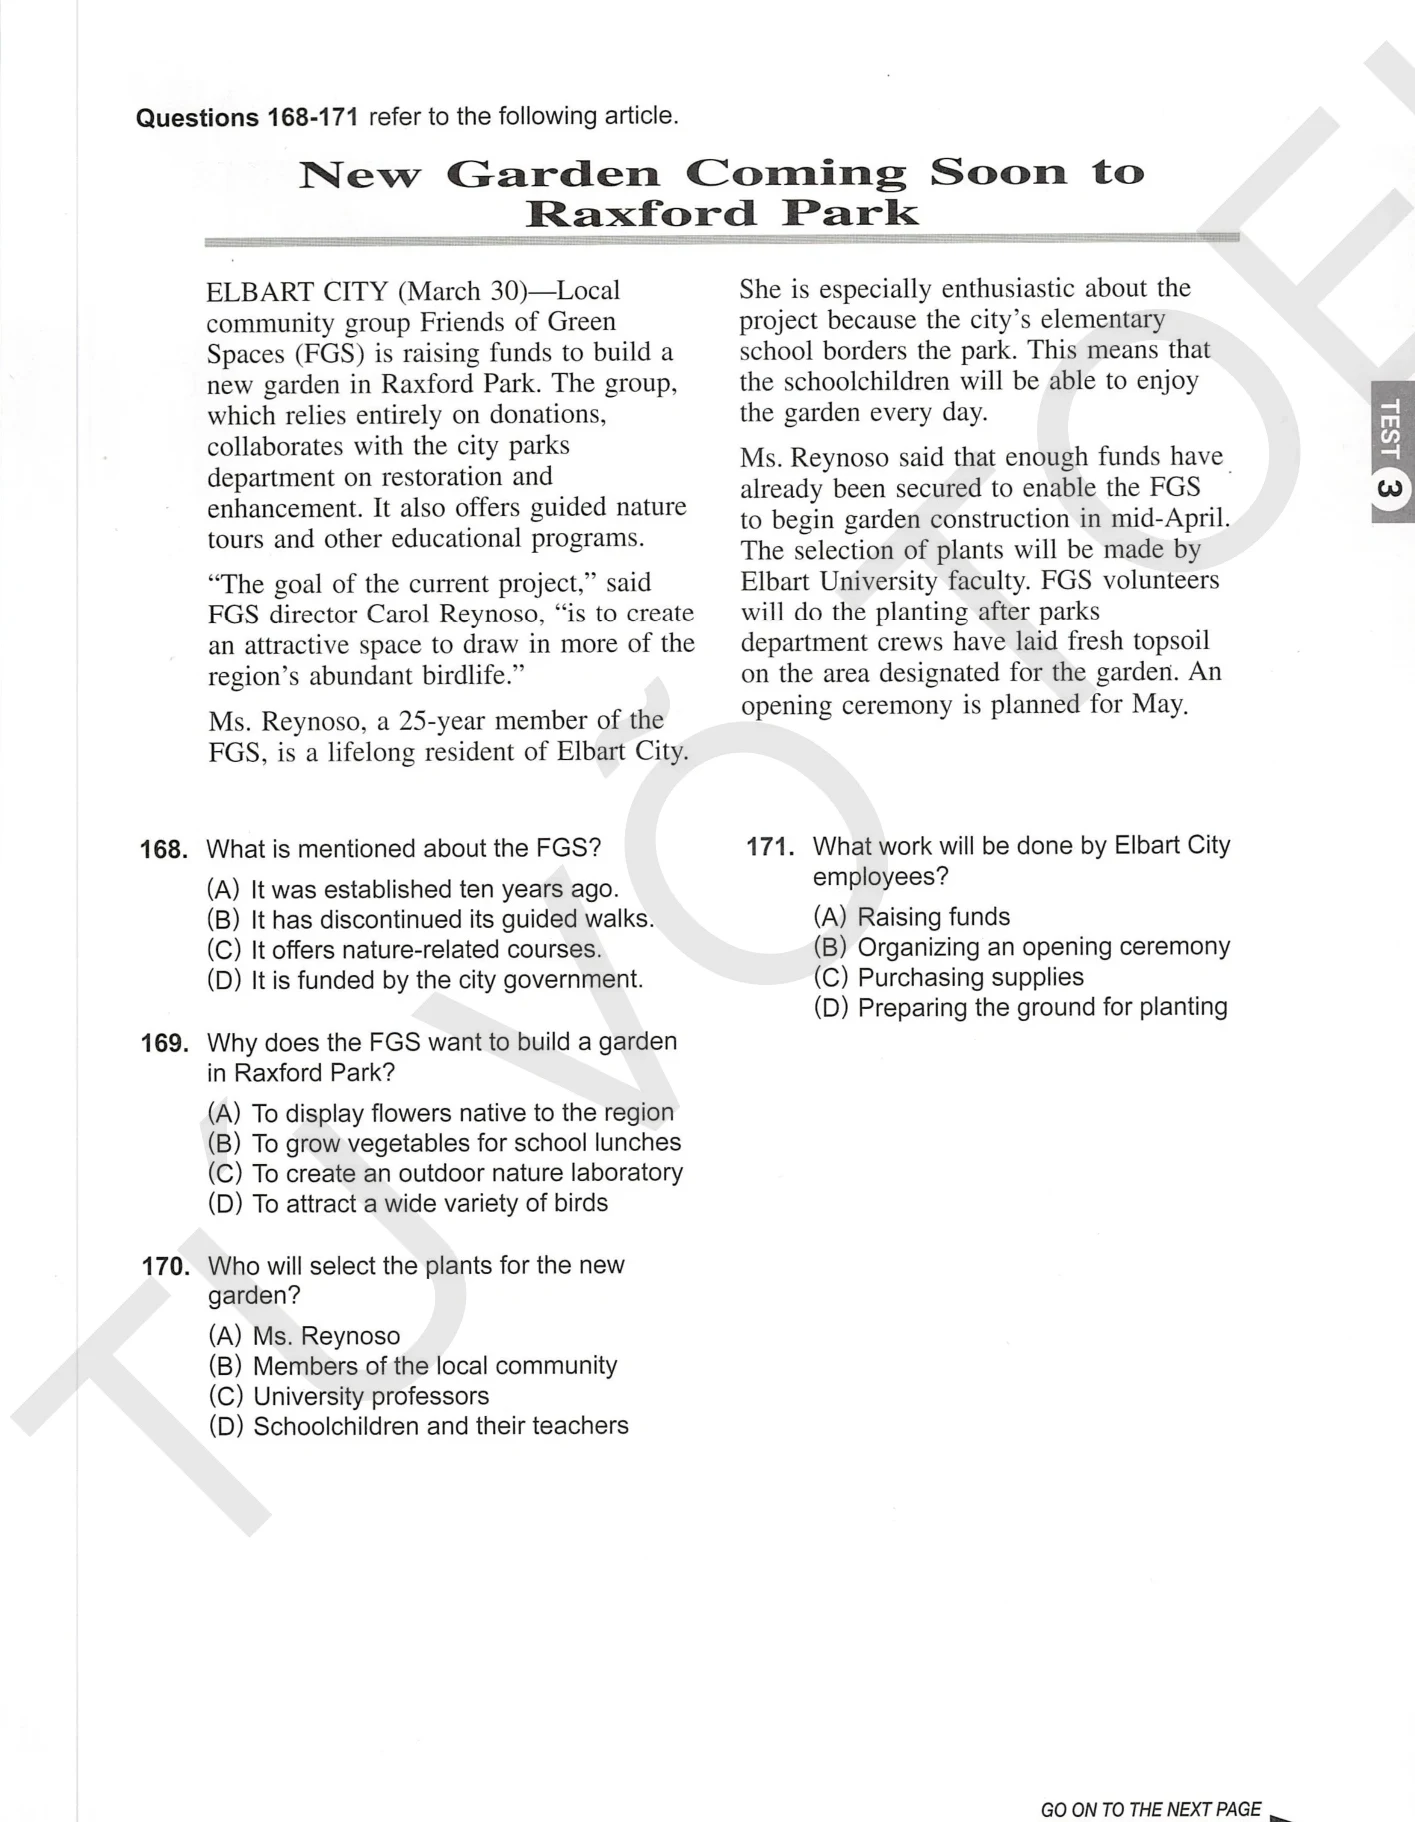 Questions 168-171 refer to the following article.
New Garden Coming Soon to
Raxford Park
ELBART CITY (March 30)—Local
community group Friends of Green
Spaces (FGS) is raising funds to build a
new garden in Raxford Park. The group,
which relies entirely on donations,
collaborates with the city parks
department on restoration and
enhancement. It also offers guided nature
tours and other educational programs.
“The goal of the current project,” said
FGS director Carol Reynoso, “is to create
an attractive space to draw in more of the
region’s abundant birdlife.”
Ms. Reynoso, a 25-year member of the
FGS, is a lifelong resident of Elbart City.
She is especially enthusiastic about the
project because the city’s elementary
school borders the park. This means that
the schoolchildren will be able to enjoy
the garden every day.
Ms. Reynoso said that enough funds have
already been secured to enable the FGS
to begin garden construction in mid-April.
The selection of plants will be made by
Elbart University faculty. FGS volunteers
will do the planting after parks
department crews have laid fresh topsoil
on the area designated for the garden. An
opening ceremony is planned for May.
168. What is mentioned about the FGS?
(A) It was established ten years ago.
(B) It has discontinued its guided walks.
(C) It offers nature-related courses.
(D) It is funded by the city government.
169. Why does the FGS want to build a garden
in Raxford Park?
(A) To display flowers native to the region
(B) To grow vegetables for school lunches
(C) To create an outdoor nature laboratory
(D) To attract a wide variety of birds
170. Who will select the plants for the new
garden?
(A) Ms. Reynoso
(B) Members of the local community
(C) University professors
(D) Schoolchildren and their teachers
171. What work will be done by Elbart City
employees?
(A) Raising funds
(B) Organizing an opening ceremony
(C) Purchasing supplies
(D) Preparing the ground for planting
TEST 3
GO ON TO THE NEXT PAGE